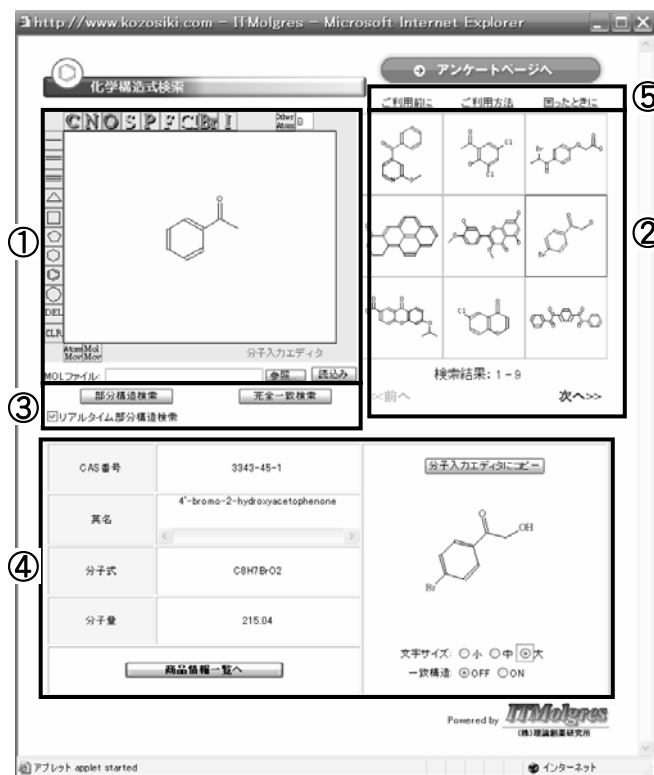 http://www.kozosiki.com - ITMolgres - Microsoft Internet Explorer
アンケートページへ
化学構造式検索
ご利用前に ご利用方法 困ったときに
⑤
C N O S P F Cl Br I Other Atom
①
②
DEL
CLR
Atom Mov Mol Mov
分子入力エディタ
MOLファイル: 参照... 読込み
検索結果: 1-9
<<前へ 次へ>>
③
部分構造検索 完全一致検索
リアルタイム部分構造検索
④
CAS番号 3343-45-1
英名 4'-bromo-2-hydroxyacetophenone
分子式 C8H7BrO2
分子量 215.04
商品情報一覧へ
分子入力エディタにコピー
O
OH
Br
文字サイズ: 小 中 大
一致構造: OFF ON
Powered by ITMolgres
(株)理論創薬研究所
アプレット applet started インターネット